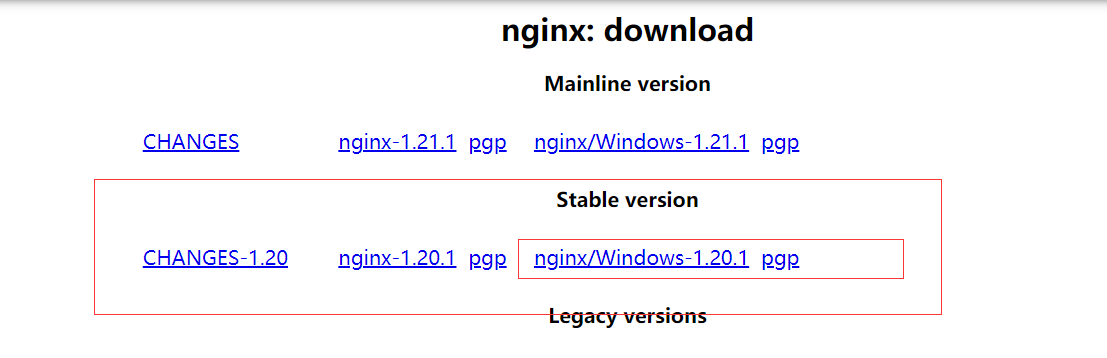 nginx: download
Mainline version
CHANGES nginx-1.21.1 pgp nginx/Windows-1.21.1 pgp
Stable version
CHANGES-1.20 nginx-1.20.1 pgp nginx/Windows-1.20.1 pgp
Legacy versions